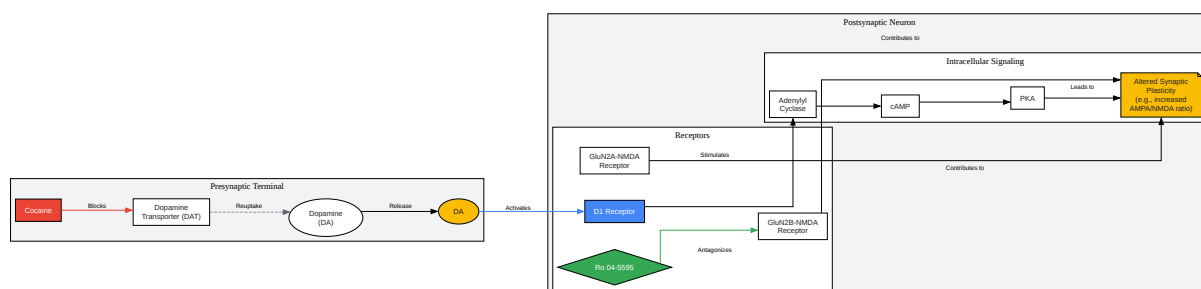 Postsynaptic Neuron
Contributes to
Intracellular Signaling
Adenylyl
Cyclase
cAMP
PKA
Leads to
Altered Synaptic
Plasticity
(e.g., increased
AMPA/NMDA ratio)
Receptors
GluN2A-NMDA
Receptor
Stimulates
Contributes to
Presynaptic Terminal
Cocaine
Blocks
Dopamine
Transporter (DAT)
Reuptake
Dopamine
(DA)
Release
DA
Activates
D1 Receptor
GluN2B-NMDA
Receptor
Antagonizes
Ro 04-5595